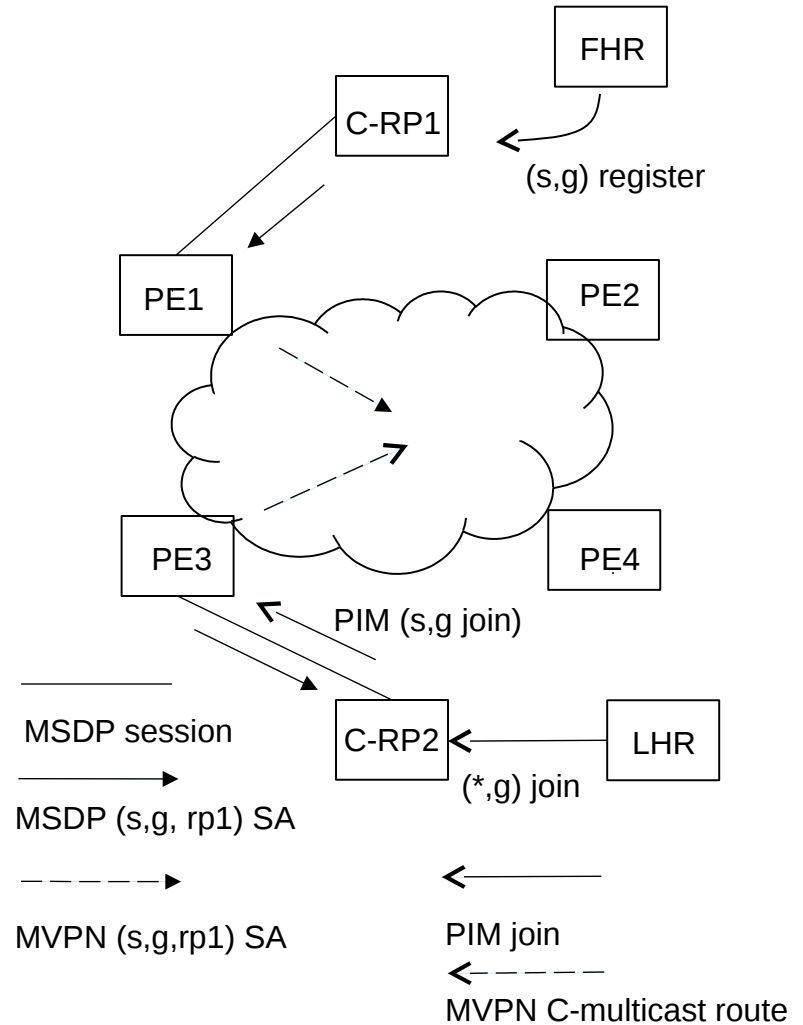 FHR
C-RP1
(s,g) register
PE1
PE2
PE3
PE4
PIM (s,g join)
MSDP session
C-RP2
LHR
(*,g) join
MSDP (s,g, rp1) SA
MVPN (s,g,rp1) SA
PIM join
MVPN C-multicast route